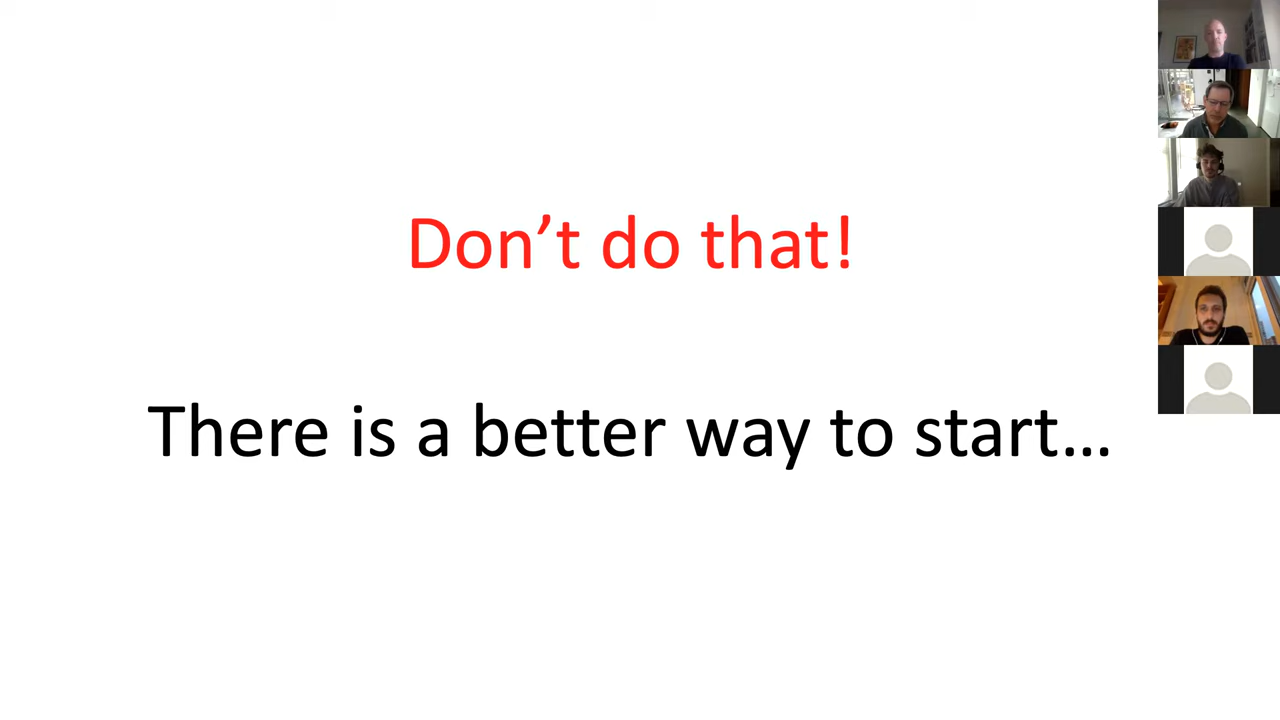 Don’t do that!
There is a better way to start…